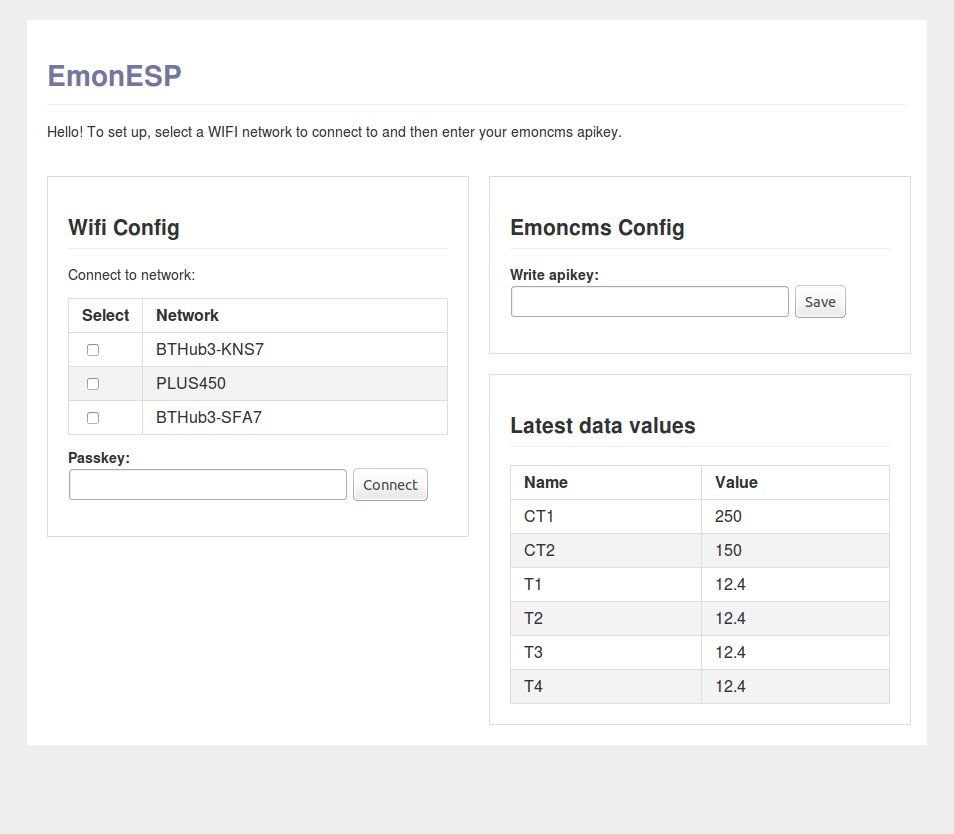 EmonESP
Hello! To set up, select a WIFI network to connect to and then enter your emoncms apikey.
Wifi Config
Connect to network:
Select Network
BTHub3-KNS7
PLUS450
BTHub3-SFA7
Passkey:
Connect
Emoncms Config
Write apikey:
Save
Latest data values
Name Value
CT1 250
CT2 150
T1 12.4
T2 12.4
T3 12.4
T4 12.4